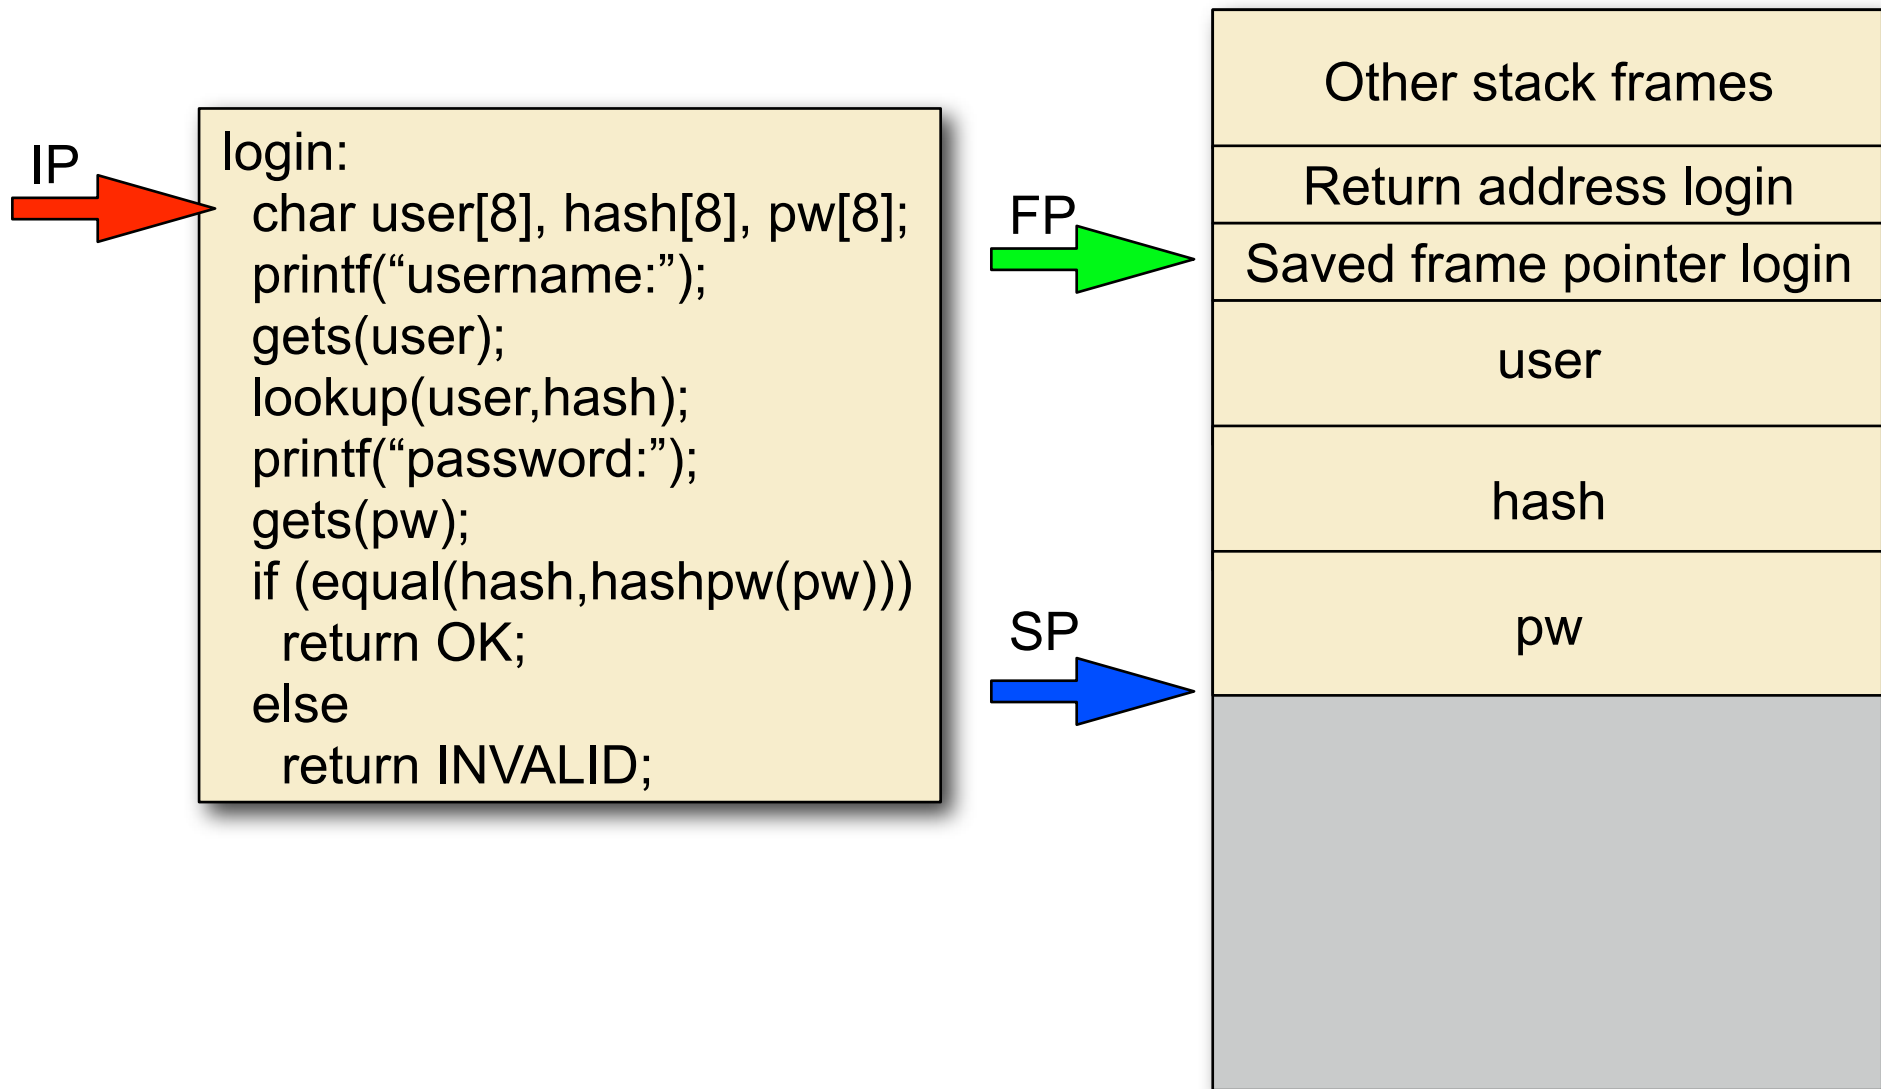 IP
login:
char user[8], hash[8], pw[8];
printf(“username:”);
gets(user);
lookup(user,hash);
printf(“password:”);
gets(pw);
if (equal(hash,hashpw(pw)))
return OK;
else
return INVALID;
FP
SP
Other stack frames
Return address login
Saved frame pointer login
user
hash
pw